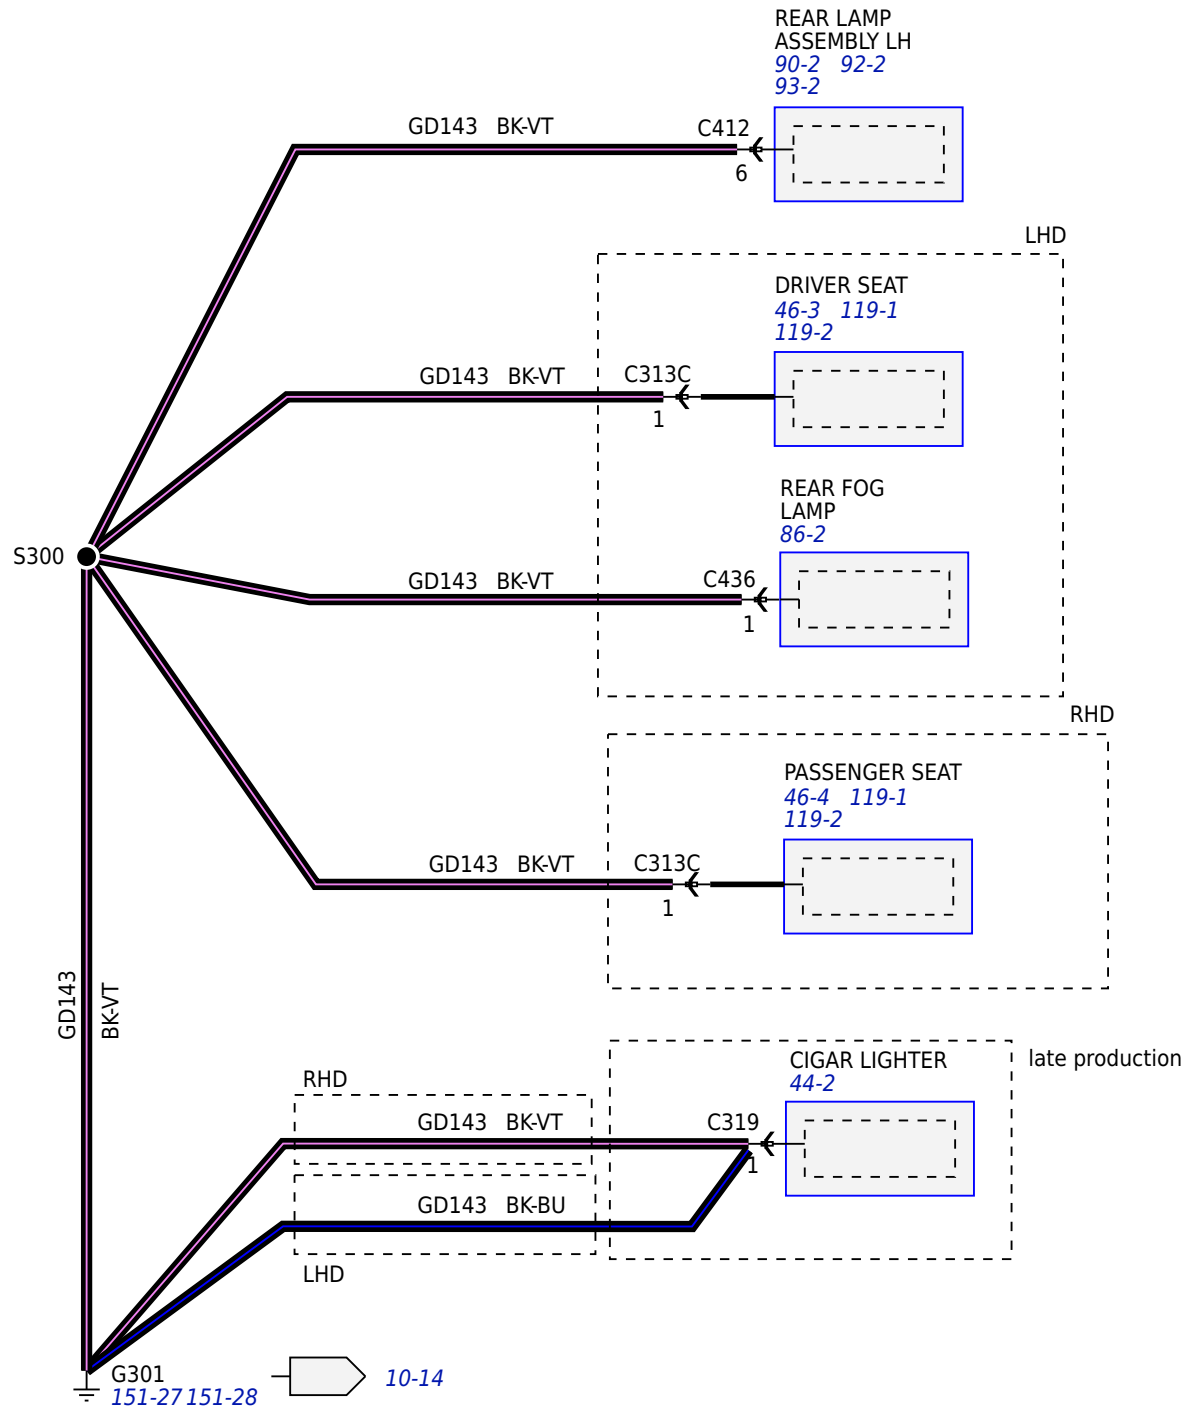 REAR LAMP
ASSEMBLY LH
90-2 92-2
93-2
GD143 BK-VT
C412
6
LHD
DRIVER SEAT
46-3 119-1
119-2
GD143 BK-VT
C313C
1
REAR FOG
LAMP
86-2
S300
GD143 BK-VT
C436
1
RHD
PASSENGER SEAT
46-4 119-1
119-2
GD143 BK-VT
C313C
1
GD143
BK-VT
late production
CIGAR LIGHTER
44-2
RHD
GD143 BK-VT
C319
1
GD143 BK-BU
LHD
G301
151-27 151-28
10-14